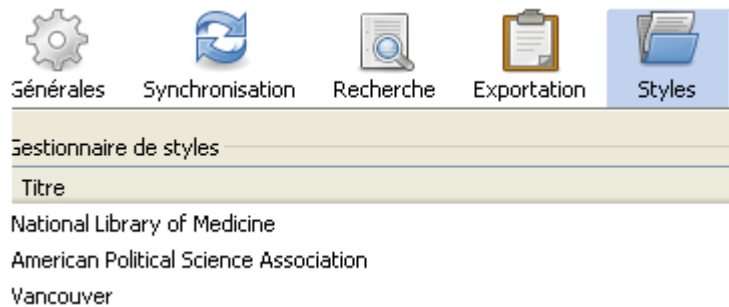 Générales Synchronisation Recherche Exportation Styles
Gestionnaire de styles
Titre
National Library of Medicine
American Political Science Association
Vancouver